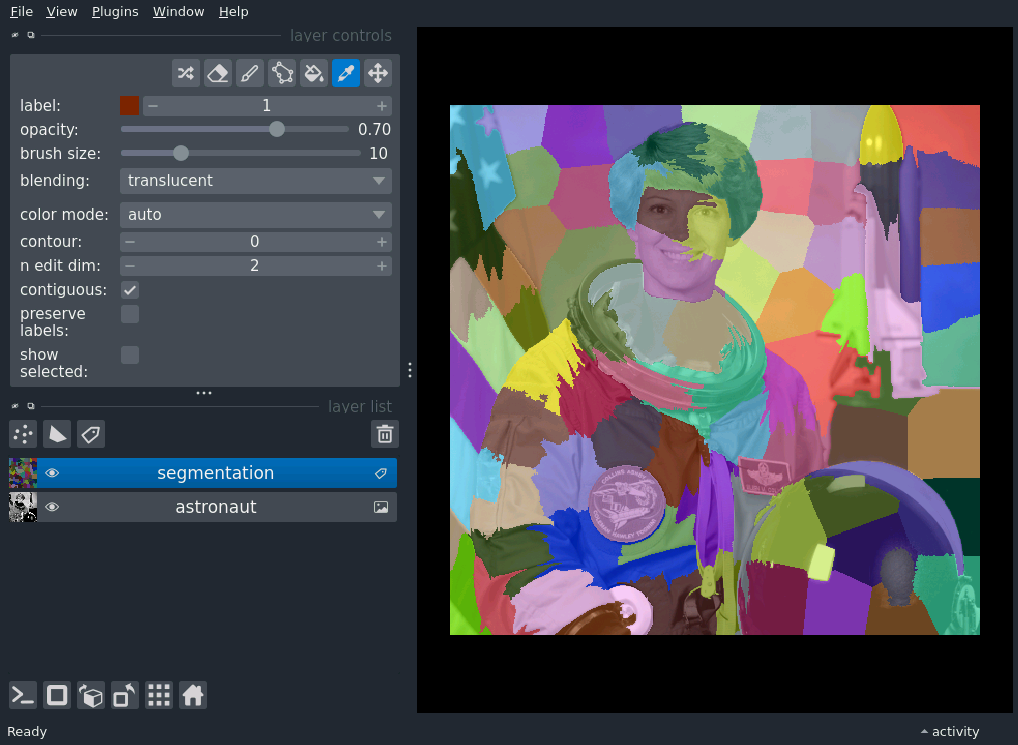 File View Plugins Window Help
layer controls
label: 1
opacity: 0.70
brush size: 10
blending: translucent
color mode: auto
contour: 0
n edit dim: 2
contiguous:
preserve
labels:
show
selected:
layer list
segmentation
astronaut
Ready
activity